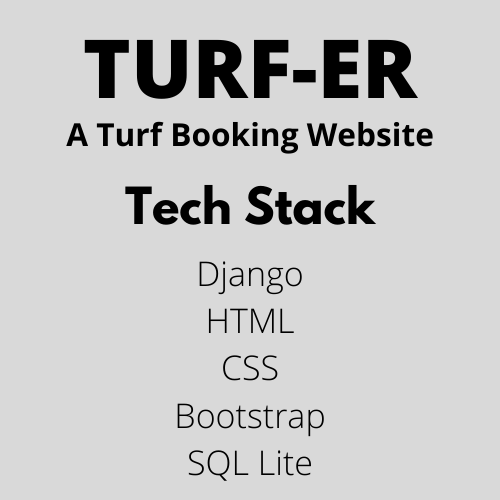 TURF-ER
A Turf Booking Website
Tech Stack
Django
HTML
CSS
Bootstrap
SQL Lite